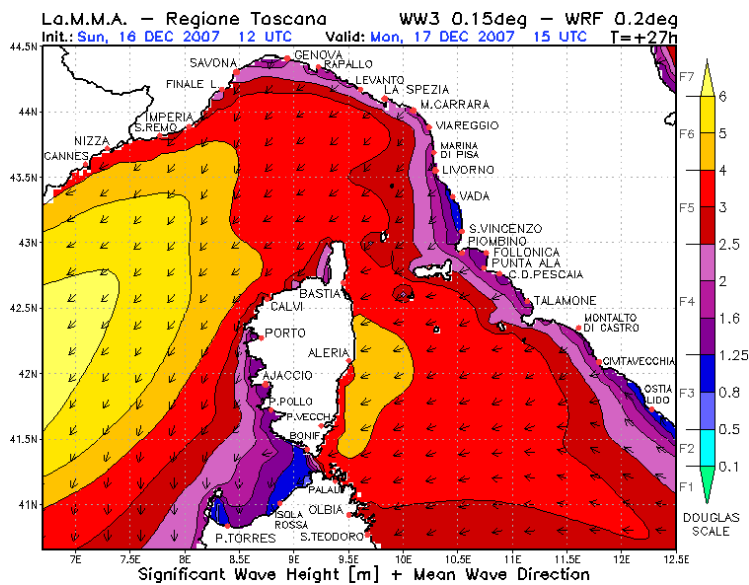 La.M.M.A. - Regione Toscana WW3 0.15deg - WRF 0.2deg
Init.: Sun, 16 DEC 2007 12 UTC Valid: Mon, 17 DEC 2007 15 UTC T=+27h
44.5N
44N
43.5N
43N
42.5N
42N
41.5N
41N
GENOVA
SAVONA
RAPALLO
FINALE L.
LEVANTO
LA SPEZIA
M.CARRARA
IMPERIA
S.REMO
VIAREGGIO
NIZZA
MARINA
DI PISA
CANNES
LIVORNO
VADA
S.VINCENZO
PIOMBINO
FOLLONICA
PUNTA ALA
C.D.PESCAIA
BASTIA
TALAMONE
CALVI
MONTALTO
DI CASTRO
PORTO
ALERIA
CIVITAVECCHIA
AJACCIO
OSTIA
LIDO
P.POLLO
P.VECCH.
BONIF.
PALAU
ISOLA
ROSSA
OLBIA
P.TORRES
S.TEODORO
7E 7.5E 8E 8.5E 9E 9.5E 10E 10.5E 11E 11.5E 12E 12.5E
Significant Wave Height [m] + Mean Wave Direction
F7
6
F6
5
4
F5
3
2.5
F4
2
1.6
1.25
F3
0.8
0.5
F2
0.1
F1
DOUGLAS
SCALE